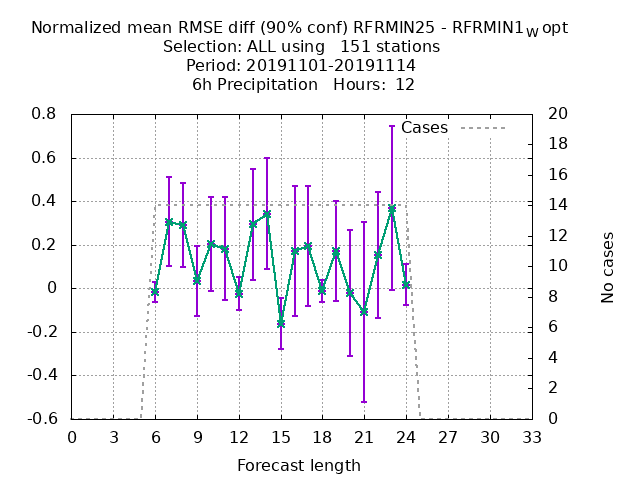 Normalized mean RMSE diff (90% conf) RFRMIN25 - RFRMIN1_W opt
Selection: ALL using   151 stations
Period: 20191101-20191114
6h Precipitation   Hours:  12
Cases
0.8
0.6
0.4
0.2
0
-0.2
-0.4
-0.6
20
18
16
14
12
10
8
6
4
2
0
No cases
0 3 6 9 12 15 18 21 24 27 30 33
Forecast length